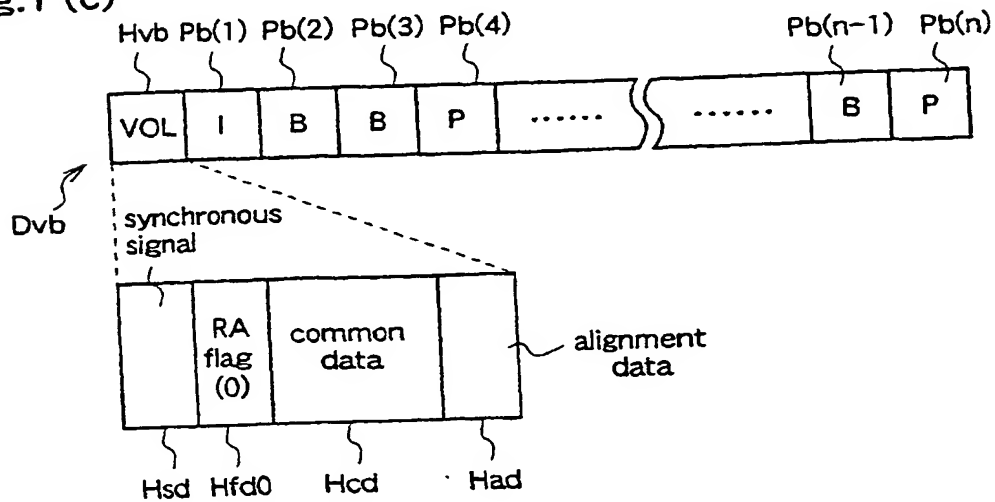 g.1 (c)
Hvb Pb(1) Pb(2) Pb(3) Pb(4) Pb(n-1) Pb(n)
VOL I B B P ...... ...... B P
Dvb
synchronous
signal
RA
flag
(0)
common
data
alignment
data
Hsd Hfd0 Hcd Had